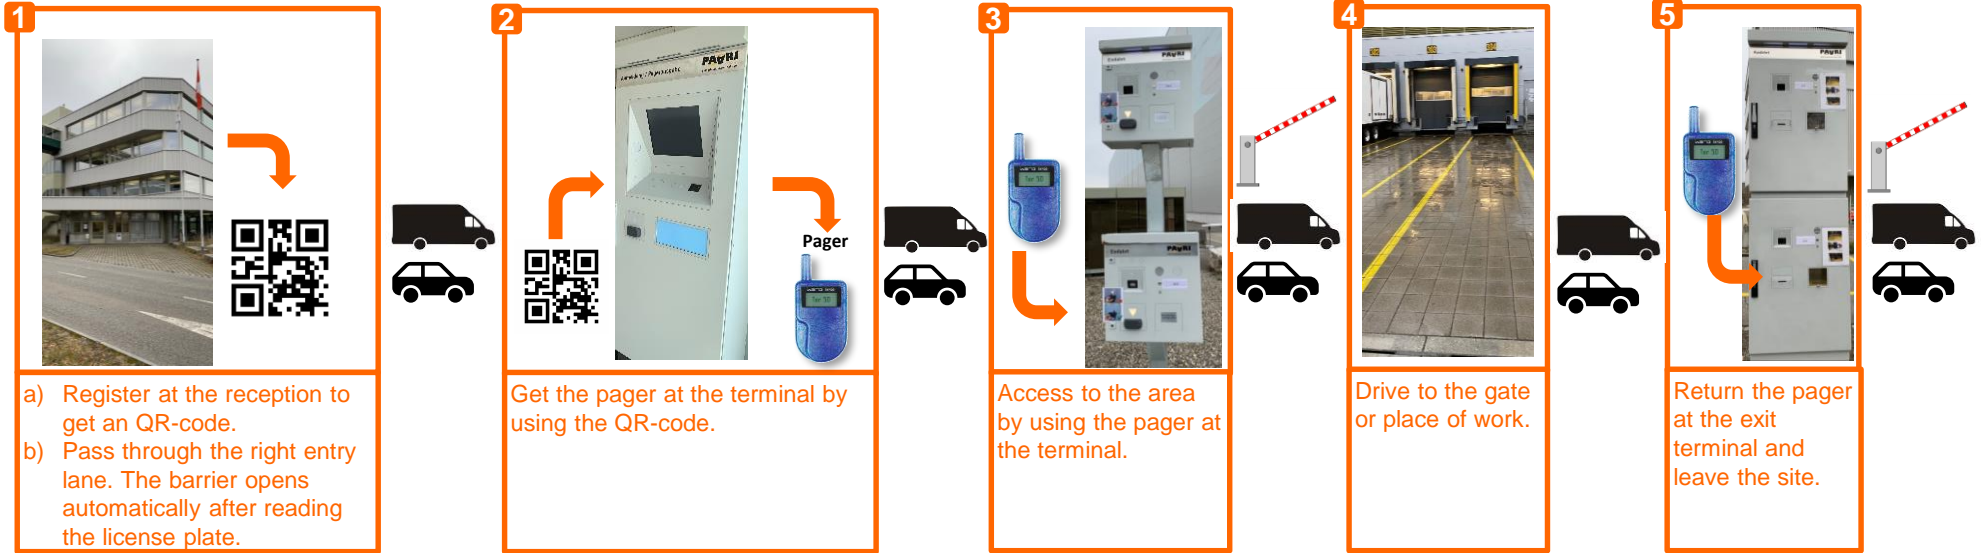 1
a) Register at the reception to
get an QR-code.
b) Pass through the right entry
lane. The barrier opens
automatically after reading
the license plate.
2
Pager
Get the pager at the terminal by
using the QR-code.
3
Access to the area
by using the pager at
the terminal.
4
Drive to the gate
or place of work.
5
Return the pager
at the exit
terminal and
leave the site.